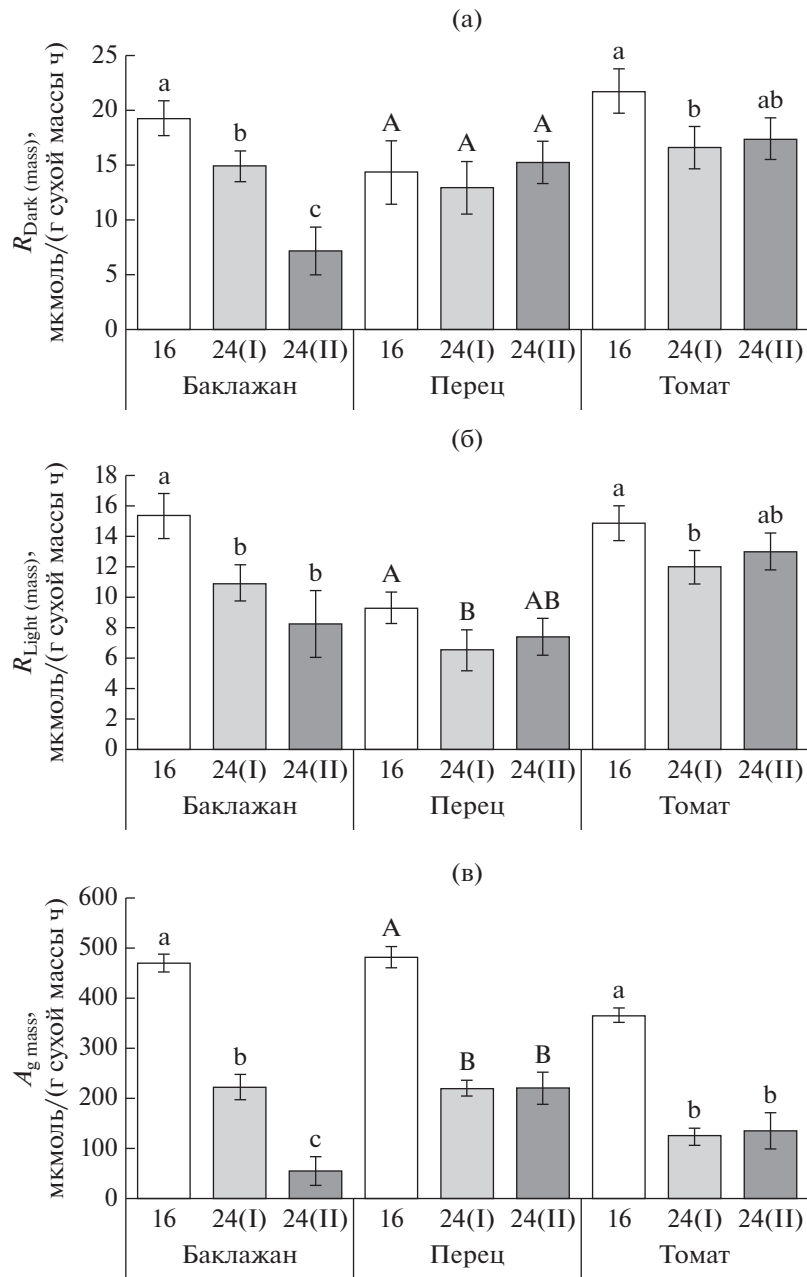 (а)
R Dark (mass),
мкмоль/(г сухой массы ч)
25
20
15
10
5
0
a
b
c
A
A
A
a
b
ab
16 24(I) 24(II) 16 24(I) 24(II) 16 24(I) 24(II)
Баклажан Перец Томат
(б)
R Light (mass),
мкмоль/(г сухой массы ч)
18
16
14
12
10
8
6
4
2
0
a
b
b
A
B
AB
a
b
ab
16 24(I) 24(II) 16 24(I) 24(II) 16 24(I) 24(II)
Баклажан Перец Томат
(в)
A g mass,
мкмоль/(г сухой массы ч)
600
500
400
300
200
100
0
a
b
c
A
B
B
a
b
b
16 24(I) 24(II) 16 24(I) 24(II) 16 24(I) 24(II)
Баклажан Перец Томат